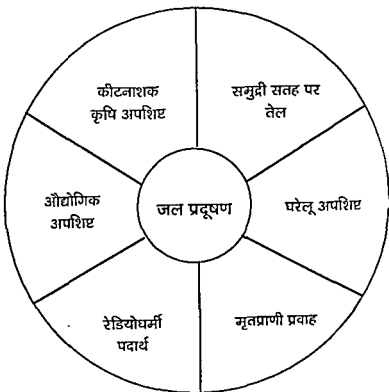 कीटनाशक
कृषि अपशिष्ट
समुद्री सतह पर
तेल
औद्योगिक
अपशिष्ट
जल प्रदूषण
घरेलू अपशिष्ट
रेडियोधर्मी
पदार्थ
मृतप्राणी प्रवाह